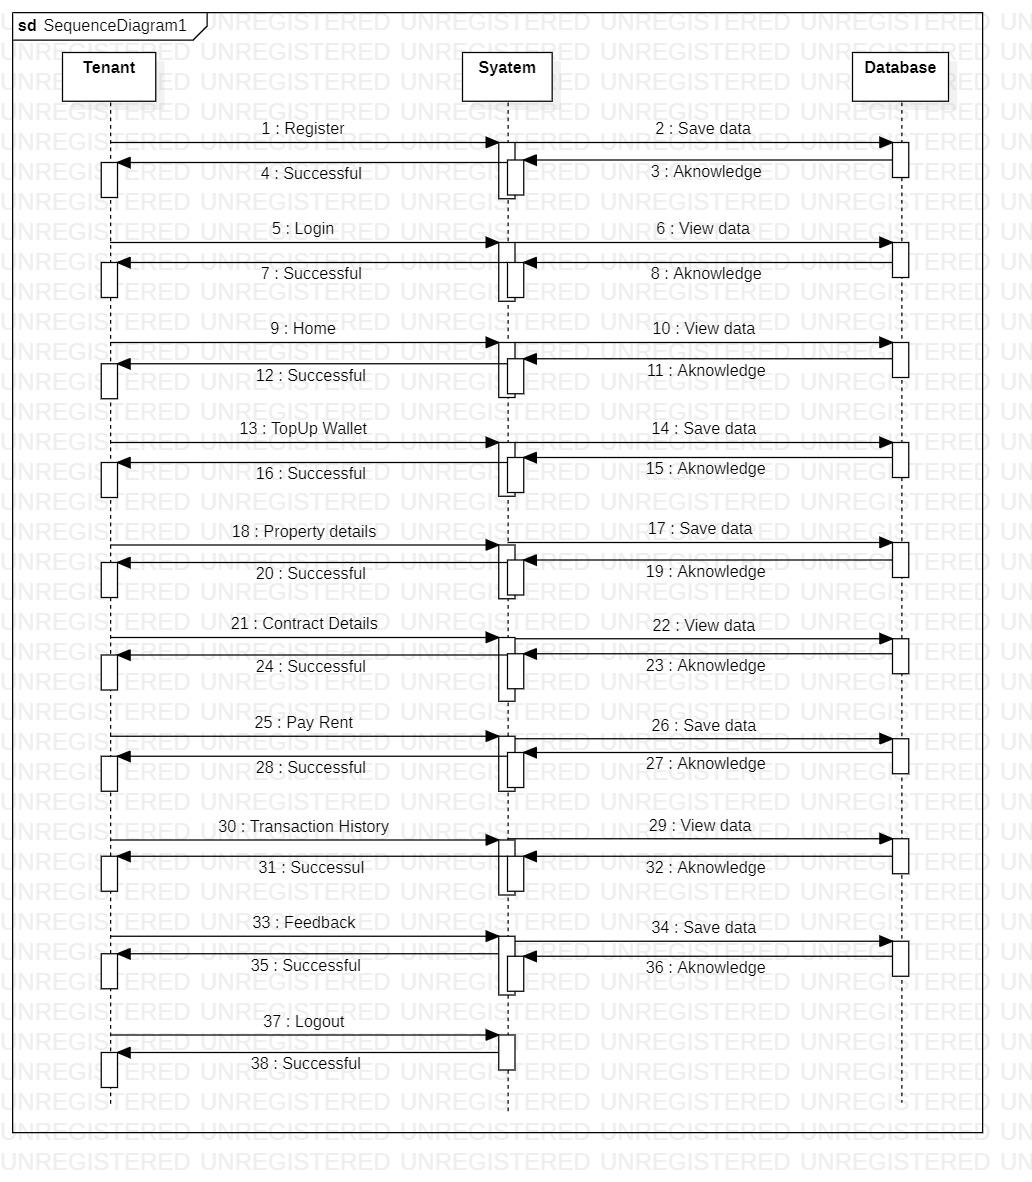 sd SequenceDiagram1
Tenant
Syatem
Database
1 : Register
2 : Save data
4 : Successful
3 : Aknowledge
5 : Login
6 : View data
7 : Successful
8 : Aknowledge
9 : Home
10 : View data
12 : Successful
11 : Aknowledge
13 : TopUp Wallet
14 : Save data
16 : Successful
15 : Aknowledge
18 : Property details
17 : Save data
20 : Successful
19 : Aknowledge
21 : Contract Details
22 : View data
24 : Successful
23 : Aknowledge
25 : Pay Rent
26 : Save data
28 : Successful
27 : Aknowledge
30 : Transaction History
29 : View data
31 : Successul
32 : Aknowledge
33 : Feedback
34 : Save data
35 : Successful
36 : Aknowledge
37 : Logout
38 : Successful
UNREGISTERED